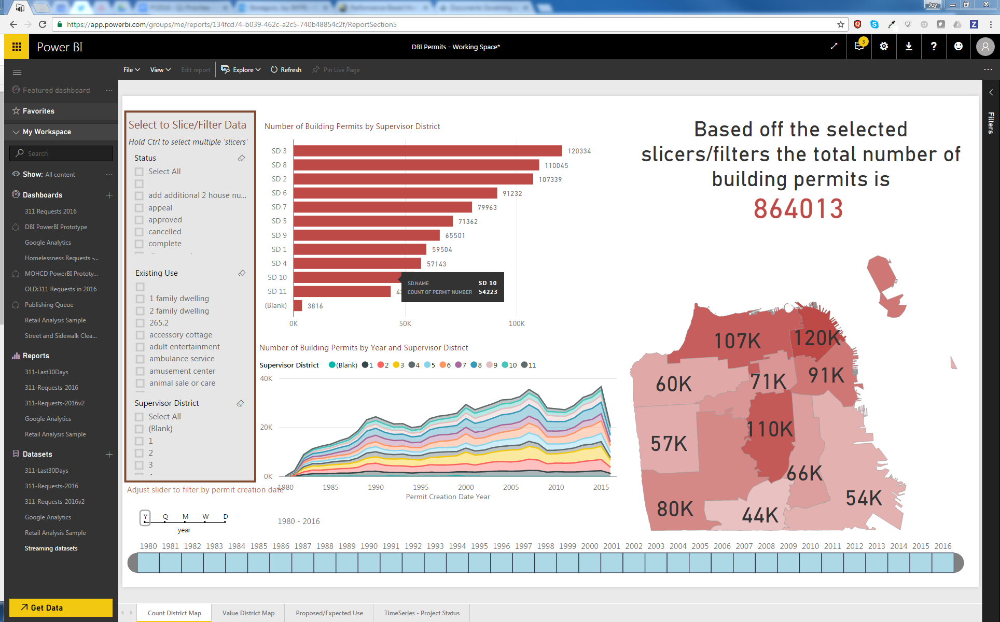 Joy
https://app.powerbi.com/groups/me/reports/134fcd74-b039-462c-a2c5-740b48854c2f/ReportSection5
Power BI
DBI Permits - Working Space*
3
File
View
Edit report
Explore
Refresh
Pin Live Page
Featured dashboard
Favorites
My Workspace
Search
Show: All content
Dashboards
311 Requests 2016
DBI PowerBI Prototype
Google Analytics
Homelessness Requests -...
MOHCD PowerBI Prototy...
OLD:311 Requests in 2016
Publishing Queue
Retail Analysis Sample
Street and Sidewalk Clea...
Reports
311-Last30Days
311-Requests-2016
311-Requests-2016v2
Google Analytics
Retail Analysis Sample
Datasets
311-Last30Days
311-Requests-2016
311-Requests-2016v2
Google Analytics
Retail Analysis Sample
Streaming datasets
Get Data
Select to Slice/Filter Data
Hold Ctrl to select multiple 'slicers'
Status
Select All
add additional 2 house nu...
appeal
approved
cancelled
complete
Existing Use
1 family dwelling
2 family dwelling
265.2
accessory cottage
adult entertainment
ambulance service
amusement center
animal sale or care
Supervisor District
Select All
(Blank)
1
2
3
Adjust slider to filter by permit creation date
Number of Building Permits by Supervisor District
SD 3 120334
SD 8 110045
SD 2 107339
SD 6 91232
SD 7 79963
SD 5 71362
SD 9 65501
SD 1 59504
SD 4 57143
SD 10
SD 11
(Blank) 3816
0K 50K 100K
SD.NAME SD 10
COUNT OF PERMIT NUMBER 54223
Number of Building Permits by Year and Supervisor District
Supervisor District (Blank) 1 2 3 4 5 6 7 8 9 10 11
40K
20K
0K
1980 1985 1990 1995 2000 2005 2010 2015
Permit Creation Date Year
Based off the selected
slicers/filters the total number of
building permits is
864013
107K
120K
60K
71K
91K
57K
110K
66K
80K
44K
54K
Filters
Y Q M W D
year
1980 - 2016
1980 1981 1982 1983 1984 1985 1986 1987 1988 1989 1990 1991 1992 1993 1994 1995 1996 1997 1998 1999 2000 2001 2002 2003 2004 2005 2006 2007 2008 2009 2010 2011 2012 2013 2014 2015 2016
Count District Map
Value District Map
Proposed/Expected Use
TimeSeries - Project Status